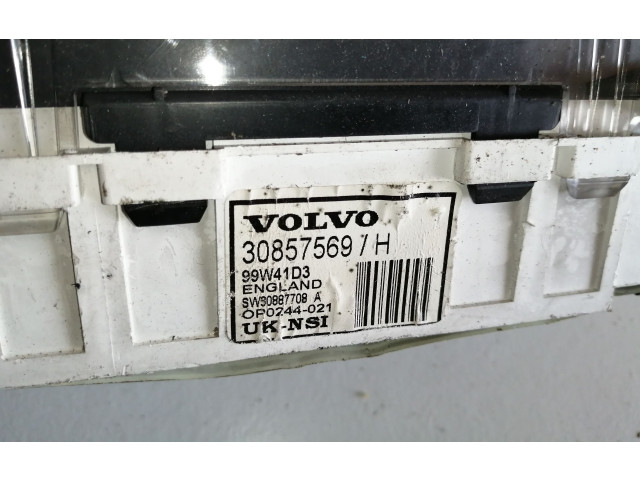 VOLVO
30857569 / H
99W41D3
ENGLAND
SW30887708 A
OP0244-021
UK-NSI